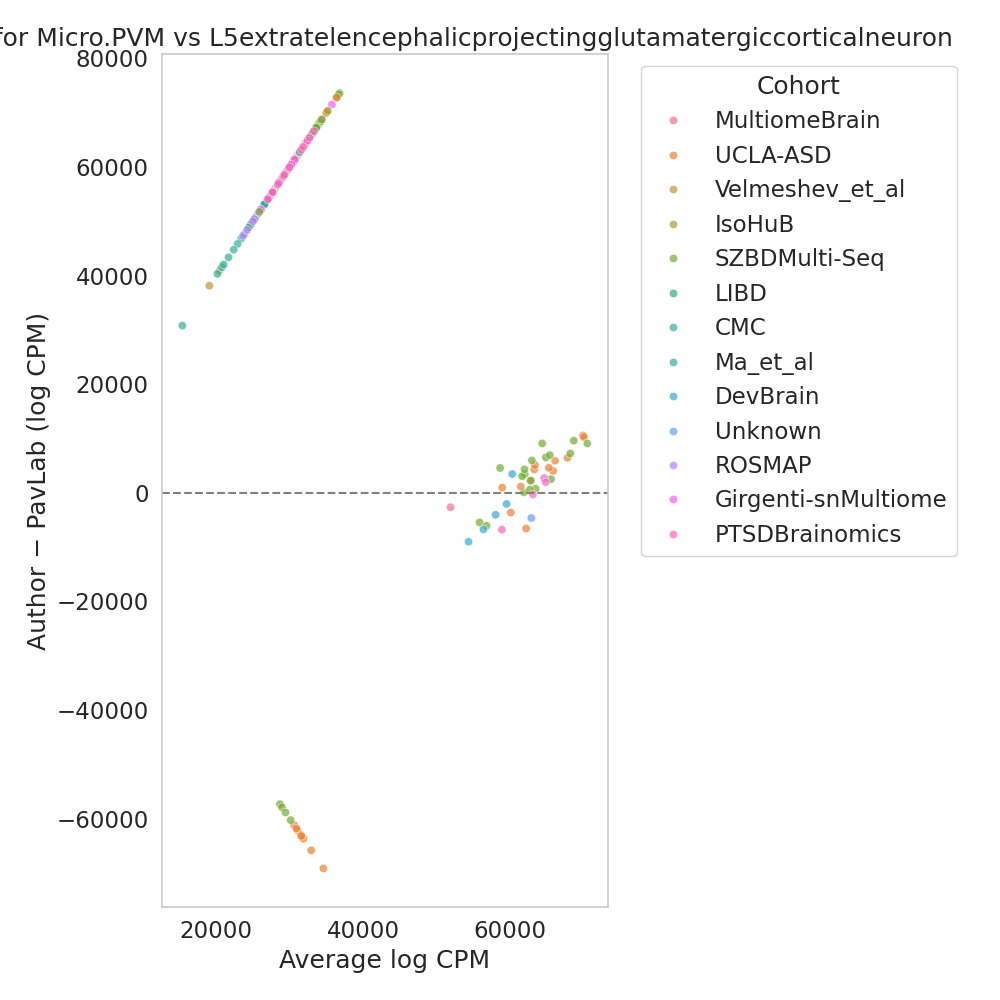 for Micro.PVM vs L5extratelencephalicprojectingglutamatergiccorticalneuron
80000
60000
40000
20000
0
−20000
−40000
−60000
Author − PavLab (log CPM)
20000 40000 60000
Average log CPM
Cohort
MultiomeBrain
UCLA-ASD
Velmeshev_et_al
IsoHuB
SZBDMulti-Seq
LIBD
CMC
Ma_et_al
DevBrain
Unknown
ROSMAP
Girgenti-snMultiome
PTSDBrainomics